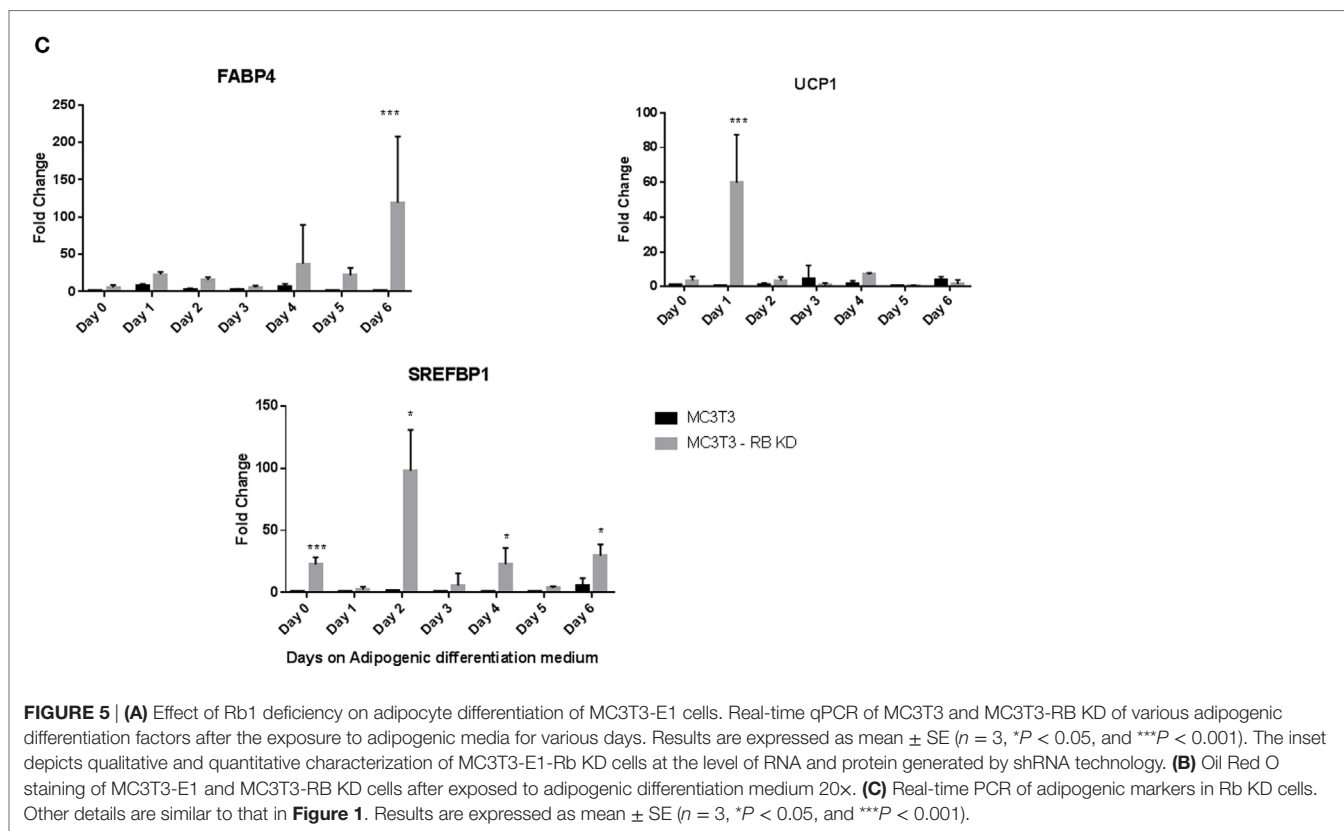 C
FABP4
Fold Change
250
200
150
100
50
0
***
Day 0
Day 1
Day 2
Day 3
Day 4
Day 5
Day 6
UCP1
Fold Change
100
80
60
40
20
0
***
Day 0
Day 1
Day 2
Day 3
Day 4
Day 5
Day 6
SREFBP1
Fold Change
150
100
50
0
***
*
*
*
Day 0
Day 1
Day 2
Day 3
Day 4
Day 5
Day 6
Days on Adipogenic differentiation medium
MC3T3
MC3T3 - RB KD
FIGURE 5 | (A) Effect of Rb1 deficiency on adipocyte differentiation of MC3T3-E1 cells. Real-time qPCR of MC3T3 and MC3T3-RB KD of various adipogenic
differentiation factors after the exposure to adipogenic media for various days. Results are expressed as mean ± SE (n = 3, *P < 0.05, and ***P < 0.001). The inset
depicts qualitative and quantitative characterization of MC3T3-E1-Rb KD cells at the level of RNA and protein generated by shRNA technology. (B) Oil Red O
staining of MC3T3-E1 and MC3T3-RB KD cells after exposed to adipogenic differentiation medium 20×. (C) Real-time PCR of adipogenic markers in Rb KD cells.
Other details are similar to that in Figure 1. Results are expressed as mean ± SE (n = 3, *P < 0.05, and ***P < 0.001).